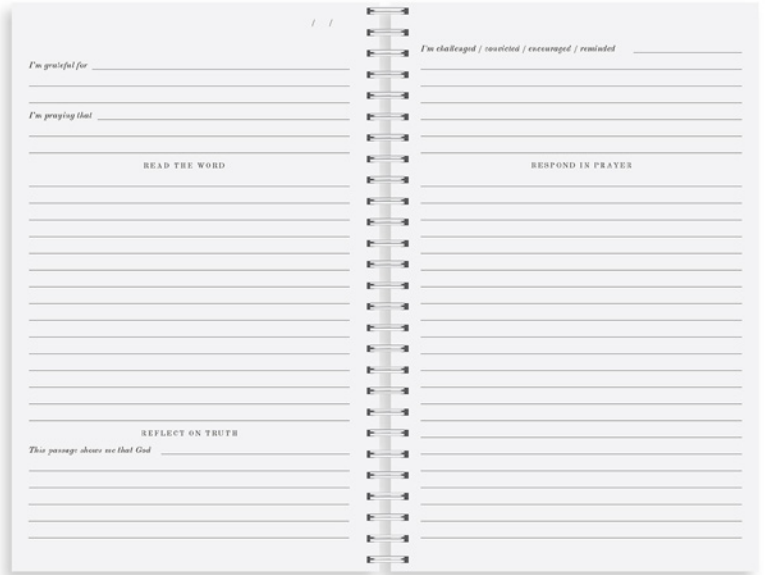 / /
I'm grateful for
I'm praying that
READ THE WORD
REFLECT ON TRUTH
This passage shows me that God
I'm challenged / convicted / encouraged / reminded
RESPOND IN PRAYER